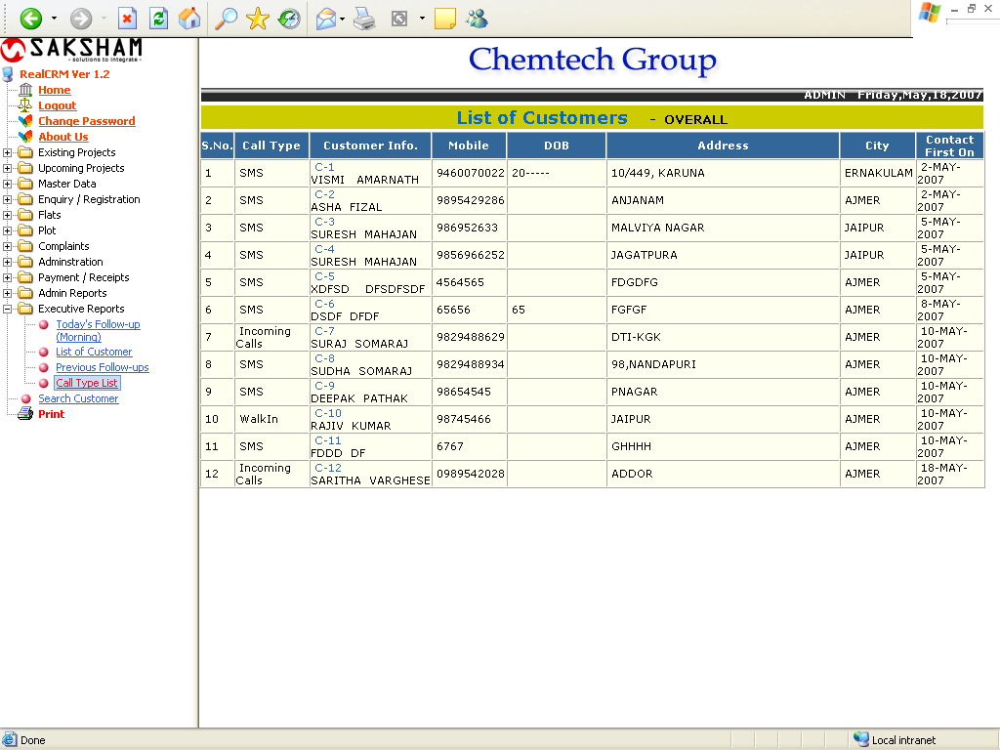 SAKSHAM
- solutions to integrate -
RealCRM Ver 1.2
Home
Logout
Change Password
About Us
Existing Projects
Upcoming Projects
Master Data
Enquiry / Registration
Flats
Plot
Complaints
Adminstration
Payment / Receipts
Admin Reports
Executive Reports
Today's Follow-up
(Morning)
List of Customer
Previous Follow-ups
Call Type List
Search Customer
Print
Chemtech Group
ADMIN Friday,May,18,2007
List of Customers - OVERALL
S.No. Call Type Customer Info. Mobile DOB Address City Contact First On
1 SMS C-1 VISMI AMARNATH 9460070022 20----- 10/449, KARUNA ERNAKULAM 2-MAY-2007
2 SMS C-2 ASHA FIZAL 9895429286 ANJANAM AJMER 2-MAY-2007
3 SMS C-3 SURESH MAHAJAN 986952633 MALVIYA NAGAR JAIPUR 5-MAY-2007
4 SMS C-4 SURESH MAHAJAN 9856966252 JAGATPURA JAIPUR 5-MAY-2007
5 SMS C-5 XDFSD DFSDFSDF 4564565 FDGDFG AJMER 5-MAY-2007
6 SMS C-6 DSDF DFDF 65656 65 FGFGF AJMER 8-MAY-2007
7 Incoming Calls C-7 SURAJ SOMARAJ 9829488629 DTI-KGK AJMER 10-MAY-2007
8 SMS C-8 SUDHA SOMARAJ 9829488934 98,NANDAPURI AJMER 10-MAY-2007
9 SMS C-9 DEEPAK PATHAK 98654545 PNAGAR AJMER 10-MAY-2007
10 WalkIn C-10 RAJIV KUMAR 98745466 JAIPUR AJMER 10-MAY-2007
11 SMS C-11 FDDD DF 6767 GHHHH AJMER 10-MAY-2007
12 Incoming Calls C-12 SARITHA VARGHESE 0989542028 ADDOR AJMER 18-MAY-2007
Done
Local intranet